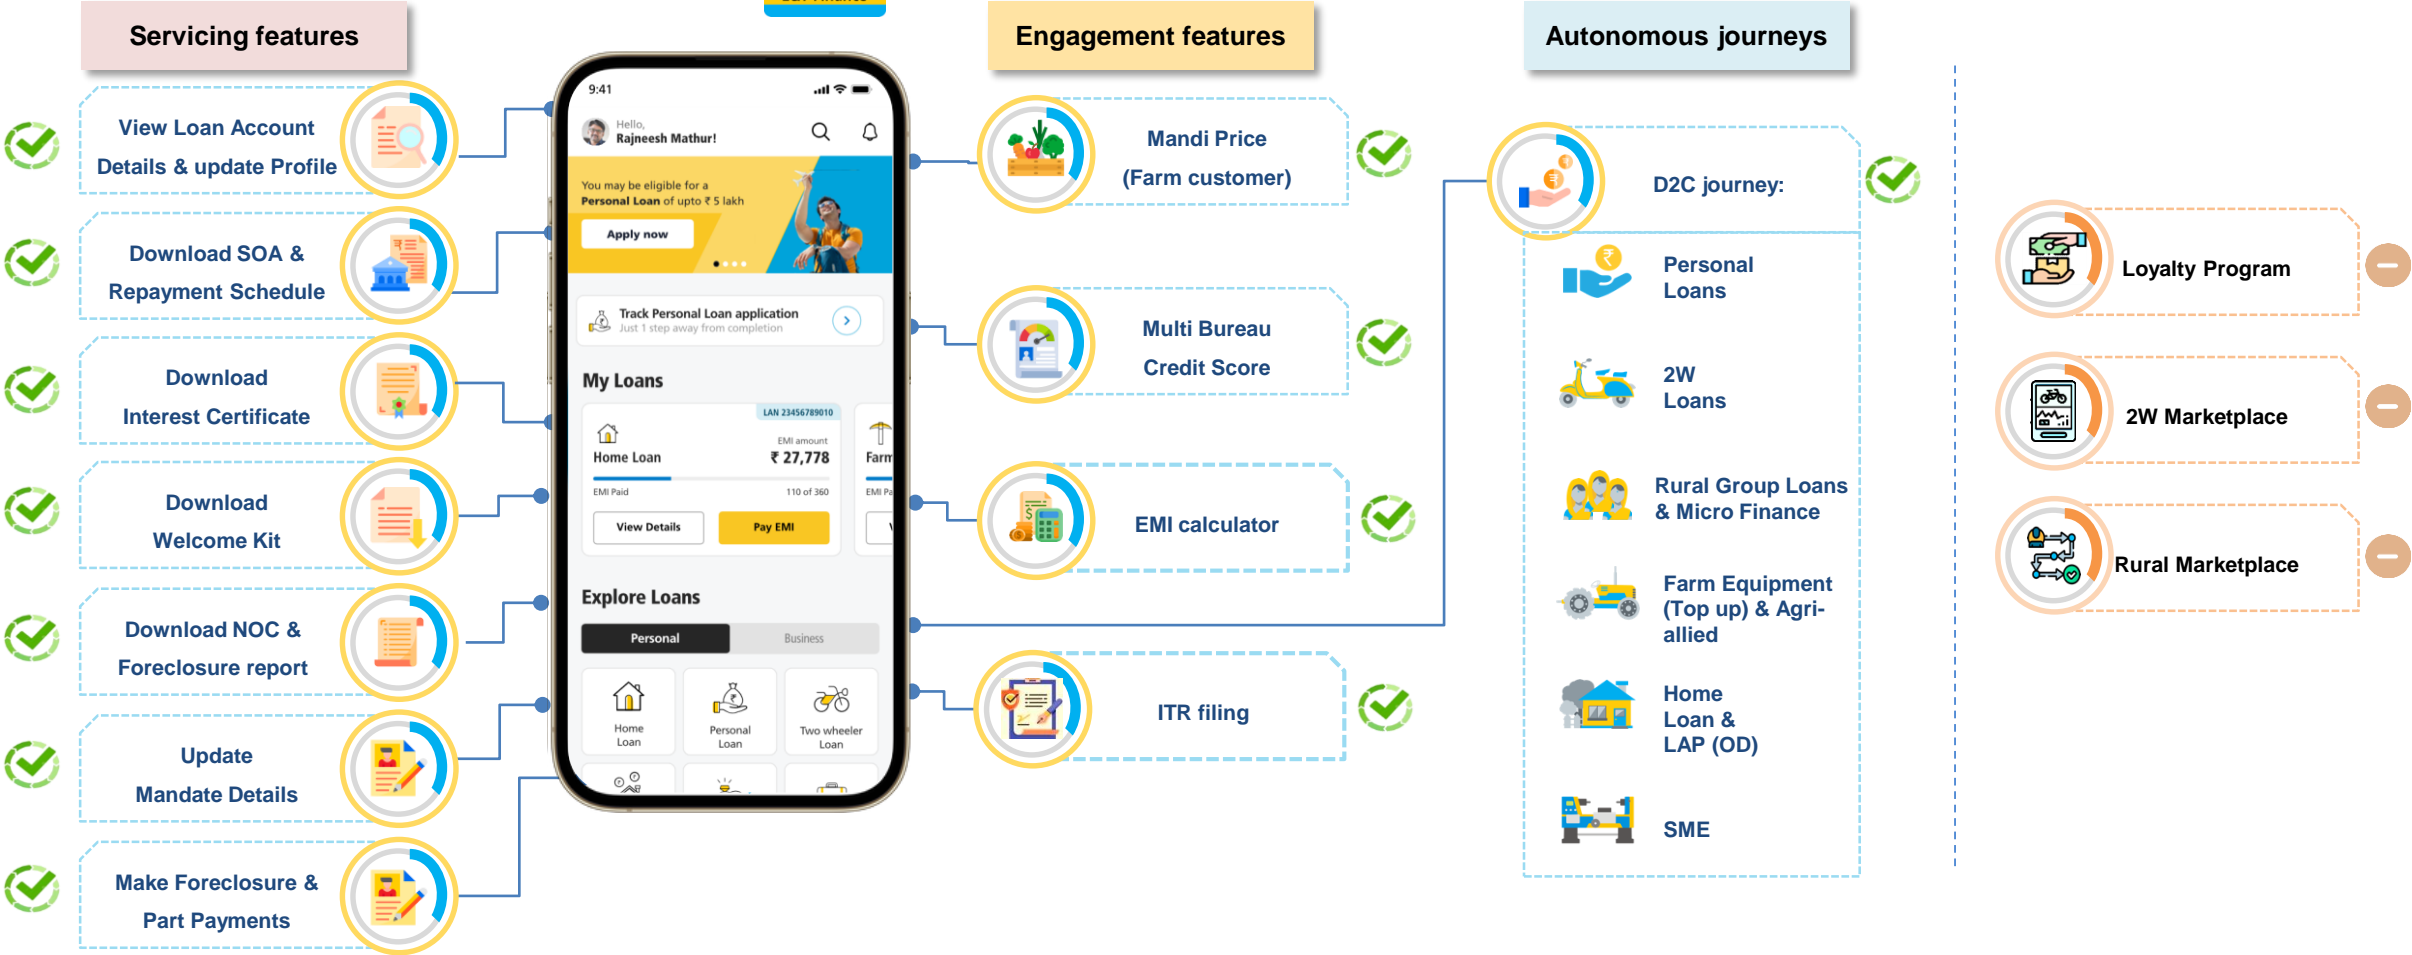 Servicing features
View Loan Account
Details & update Profile
Download SOA &
Repayment Schedule
Download
Interest Certificate
Download
Welcome Kit
Download NOC &
Foreclosure report
Update
Mandate Details
Make Foreclosure &
Part Payments
9:41
Hello,
Rajneesh Mathur!
You may be eligible for a
Personal Loan of upto ₹ 5 lakh
Apply now
Track Personal Loan application
Just 1 step away from completion
My Loans
LAN 23456789010
EMI amount
Home Loan
₹ 27,778
Farm
EMI Paid
110 of 360
EMI Pa
View Details
Pay EMI
Explore Loans
Personal
Business
Home
Loan
Personal
Loan
Two wheeler
Loan
Engagement features
Mandi Price
(Farm customer)
Multi Bureau
Credit Score
EMI calculator
ITR filing
Autonomous journeys
D2C journey:
Personal
Loans
2W
Loans
Rural Group Loans
& Micro Finance
Farm Equipment
(Top up) & Agri-
allied
Home
Loan &
LAP (OD)
SME
Loyalty Program
2W Marketplace
Rural Marketplace